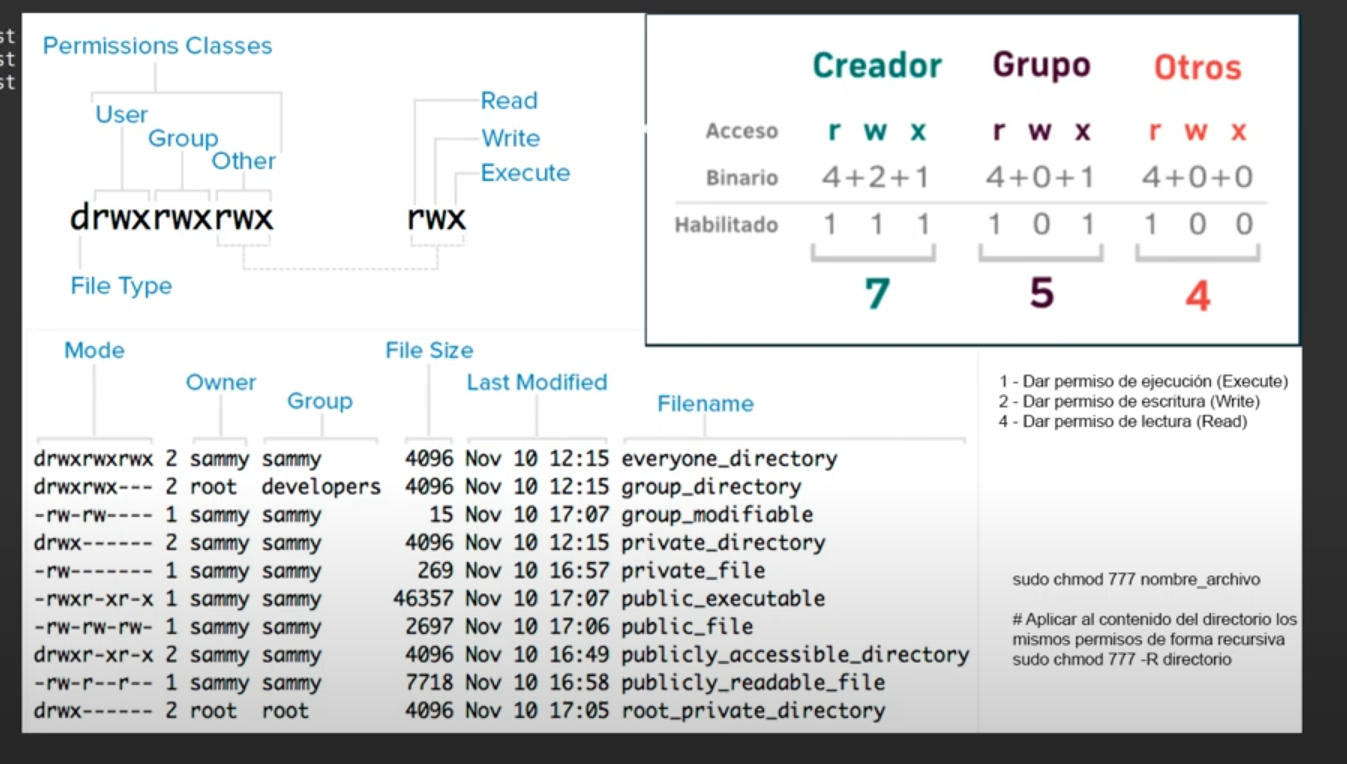 st
st
st
Permissions Classes
User
Group
Other
drwxrwxrwx
File Type
Read
Write
Execute
rwx
Creador Grupo Otros
Acceso r w x r w x r w x
Binario 4+2+1 4+0+1 4+0+0
Habilitado 1 1 1 1 0 1 1 0 0
7 5 4
Mode
Owner
Group
File Size
Last Modified
Filename
drwxrwxrwx 2 sammy sammy 4096 Nov 10 12:15 everyone_directory
drwxrwx--- 2 root developers 4096 Nov 10 12:15 group_directory
-rw-rw---- 1 sammy sammy 15 Nov 10 17:07 group_modifiable
drwx------ 2 sammy sammy 4096 Nov 10 12:15 private_directory
-rw------- 1 sammy sammy 269 Nov 10 16:57 private_file
-rwxr-xr-x 1 sammy sammy 46357 Nov 10 17:07 public_executable
-rw-rw-rw- 1 sammy sammy 2697 Nov 10 17:06 public_file
drwxr-xr-x 2 sammy sammy 4096 Nov 10 16:49 publicly_accessible_directory
-rw-r--r-- 1 sammy sammy 7718 Nov 10 16:58 publicly_readable_file
drwx------ 2 root root 4096 Nov 10 17:05 root_private_directory
1 - Dar permiso de ejecución (Execute)
2 - Dar permiso de escritura (Write)
4 - Dar permiso de lectura (Read)
sudo chmod 777 nombre_archivo
# Aplicar al contenido del directorio los
mismos permisos de forma recursiva
sudo chmod 777 -R directorio